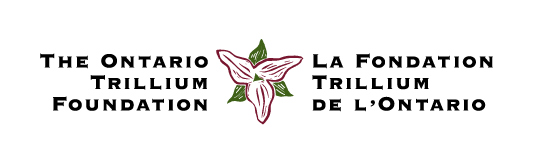 The Ontario
Trillium
Foundation
La Fondation
Trillium
de l'Ontario